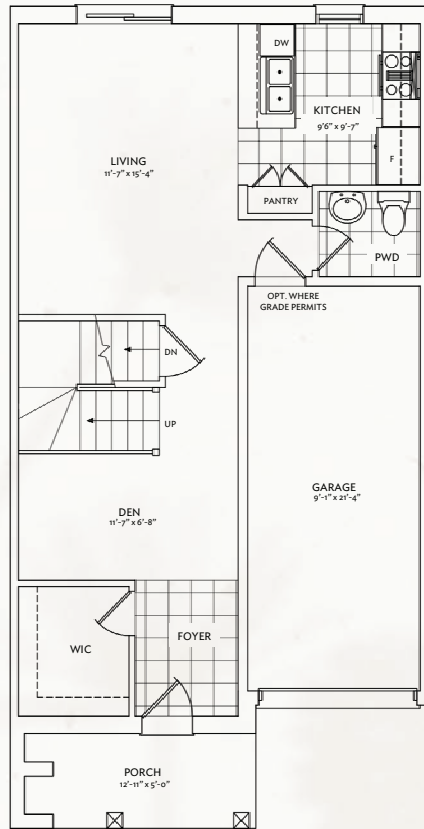 DW
KITCHEN
9'6" x 9'-7"
LIVING
11'-7" x 15'-4"
F
PANTRY
PWD
OPT. WHERE
GRADE PERMITS
DN
UP
GARAGE
9'-1" x 21'-4"
DEN
11'-7" x 6'-8"
FOYER
WIC
PORCH
12'-11" x 5'-0"